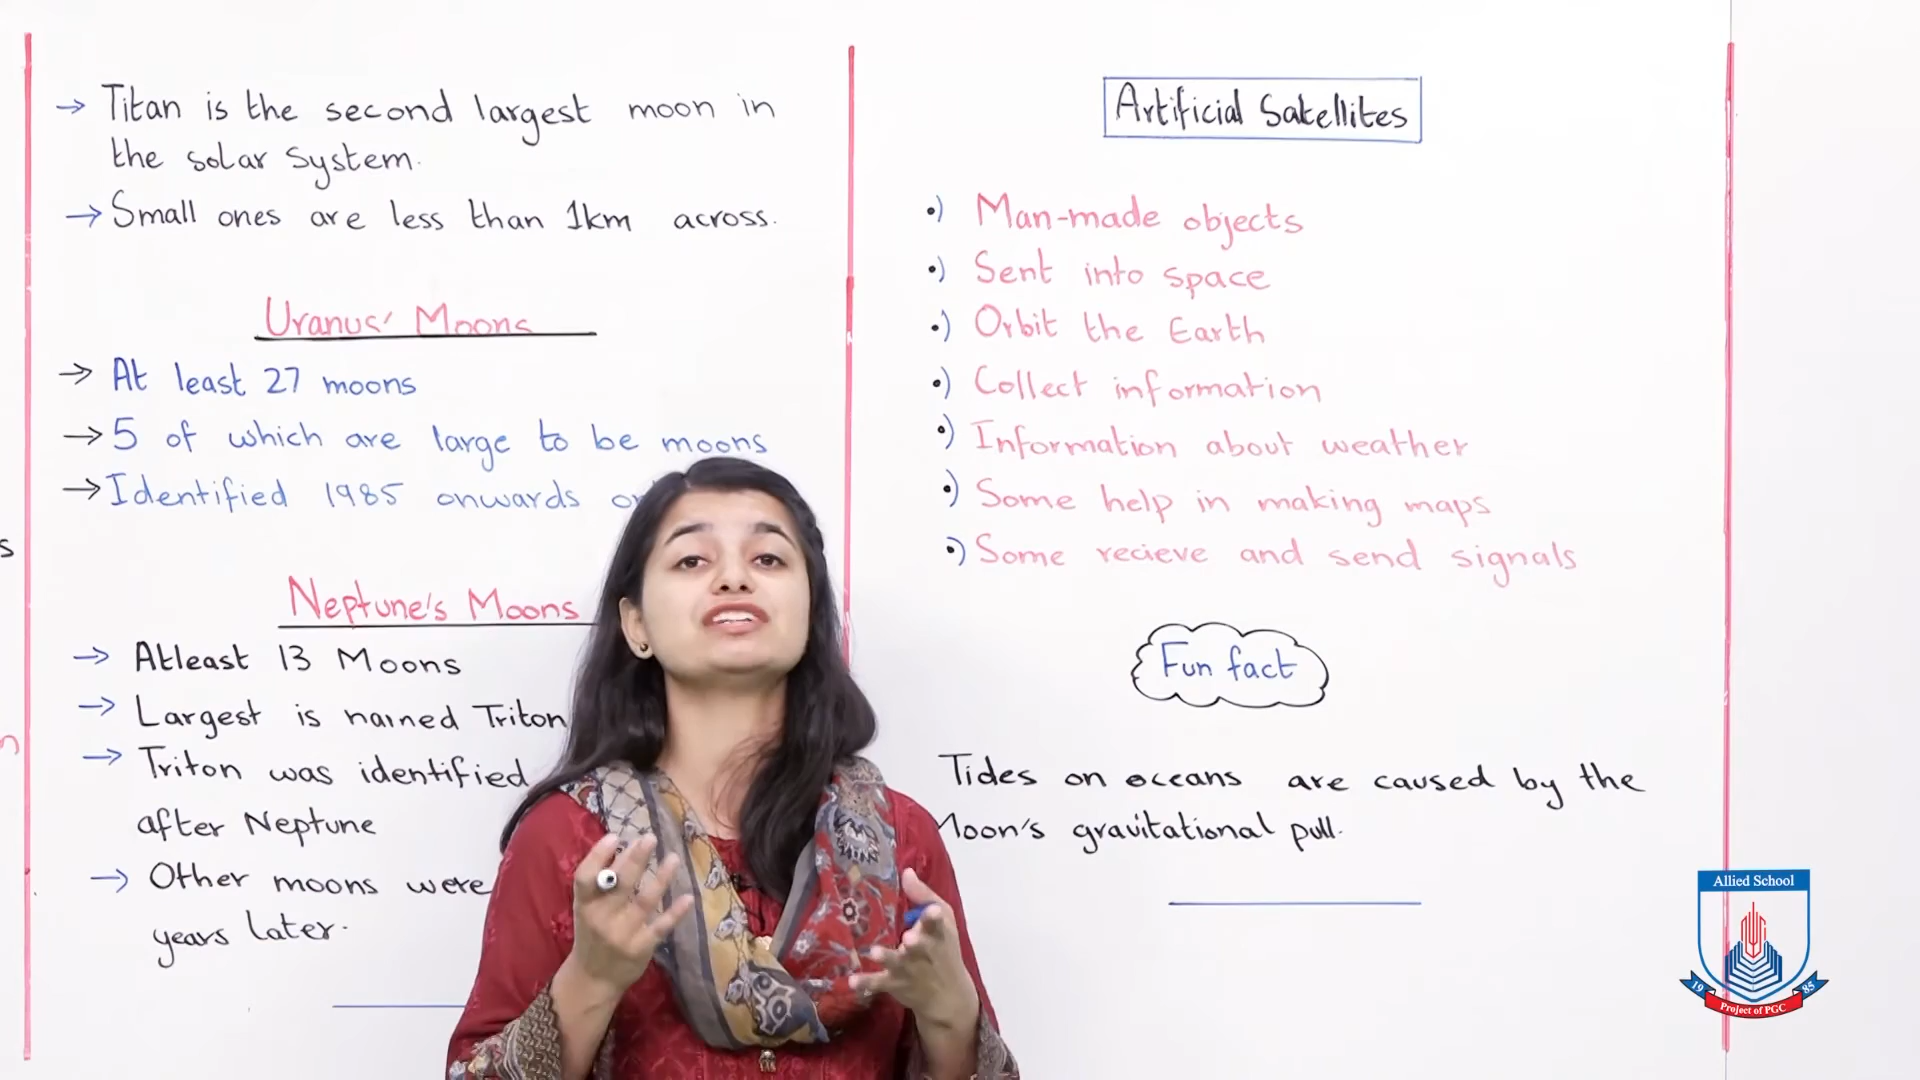 → Titan is the second largest moon in
the solar system.
→ Small ones are less than 1km across.
Uranus' Moons
→ At least 27 moons
→ 5 of which are large to be moons
→ Identified 1985 onwards
Neptune's Moons
→ Atleast 13 Moons
→ Largest is named Triton
→ Triton was identified
after Neptune
→ Other moons were
years later.
Artificial Satellites
•) Man-made objects
•) Sent into space
•) Orbit the Earth
•) Collect information
•) Information about weather
•) Some help in making maps
•) Some recieve and send signals
Fun fact
Tides on oceans are caused by the
Moon's gravitational pull.
Allied School
19 85
Project of PGC